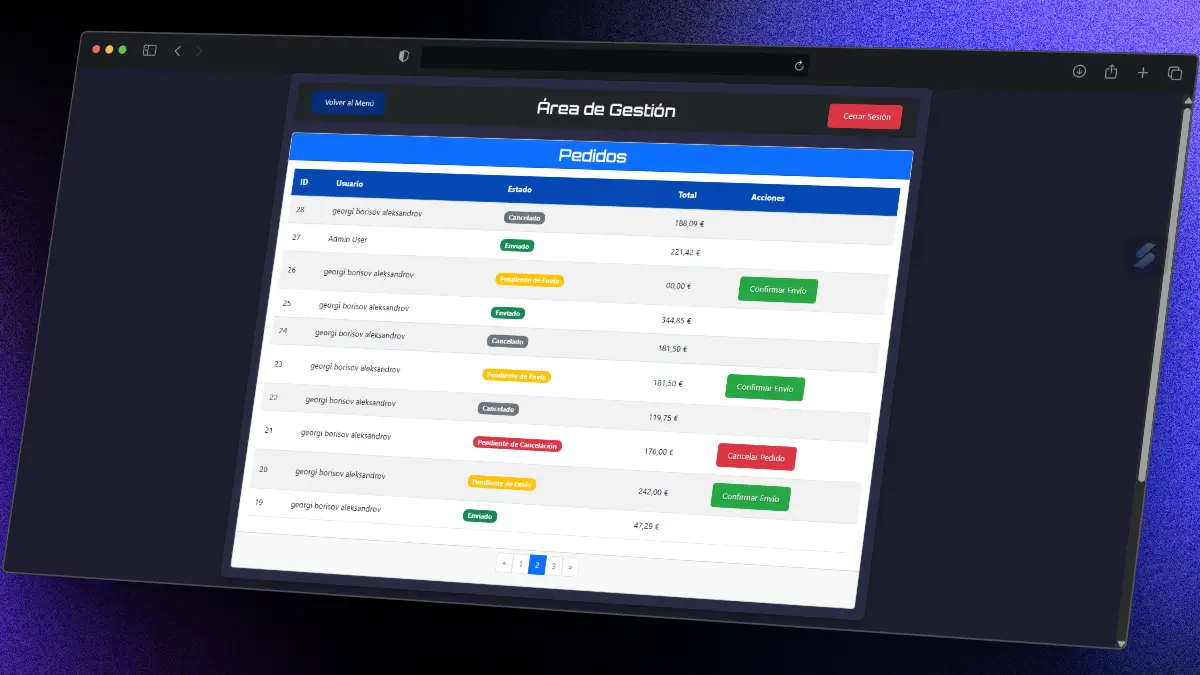 Volver al Menú Área de Gestión Cerrar Sesión
Pedidos
ID Usuario Estado Total Acciones
28 georgi borisov aleksandrov Cancelado 188,09 €
27 Admin User Enviado 221,42 €
26 georgi borisov aleksandrov Pendiente de Envío 00,00 € Confirmar Envío
25 georgi borisov aleksandrov Enviado 344,85 €
24 georgi borisov aleksandrov Cancelado 181,50 €
23 georgi borisov aleksandrov Pendiente de Envío 181,50 € Confirmar Envío
22 georgi borisov aleksandrov Cancelado 119,75 €
21 georgi borisov aleksandrov Pendiente de Cancelación 176,00 € Cancelar Pedido
20 georgi borisov aleksandrov Pendiente de Envío 242,00 € Confirmar Envío
19 georgi borisov aleksandrov Enviado 47,29 €
« 1 2 3 »